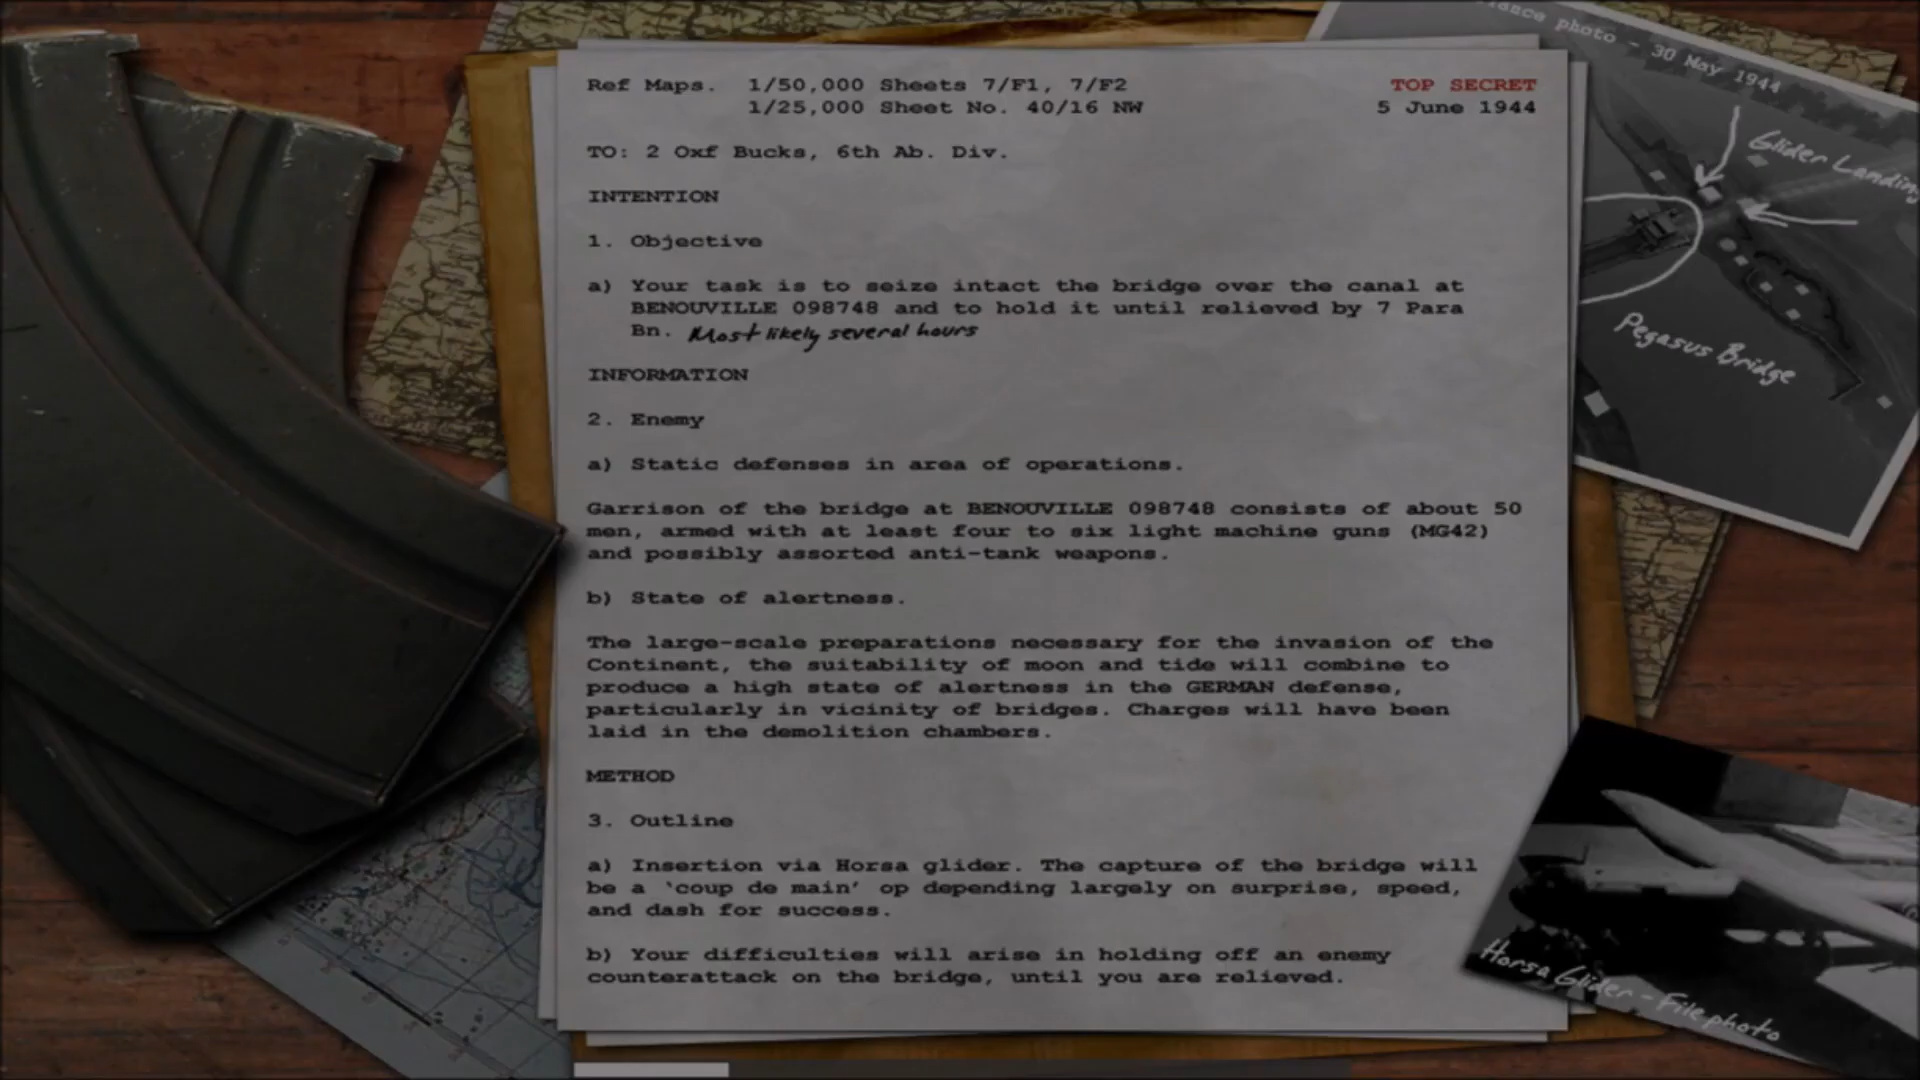 Ref Maps. 1/50,000 Sheets 7/F1, 7/F2
1/25,000 Sheet No. 40/16 NW
TOP SECRET
5 June 1944
TO: 2 Oxf Bucks, 6th Ab. Div.
INTENTION
1. Objective
a) Your task is to seize intact the bridge over the canal at
BENOUVILLE 098748 and to hold it until relieved by 7 Para
Bn. Most likely several hours
INFORMATION
2. Enemy
a) Static defenses in area of operations.
Garrison of the bridge at BENOUVILLE 098748 consists of about 50
men, armed with at least four to six light machine guns (MG42)
and possibly assorted anti-tank weapons.
b) State of alertness.
The large-scale preparations necessary for the invasion of the
Continent, the suitability of moon and tide will combine to
produce a high state of alertness in the GERMAN defense,
particularly in vicinity of bridges. Charges will have been
laid in the demolition chambers.
METHOD
3. Outline
a) Insertion via Horsa glider. The capture of the bridge will
be a ‛coup de main’ op depending largely on surprise, speed,
and dash for success.
b) Your difficulties will arise in holding off an enemy
counterattack on the bridge, until you are relieved.
photo - 30 May 1944
Glider Landing
Pegasus Bridge
Horsa Glider - File photo